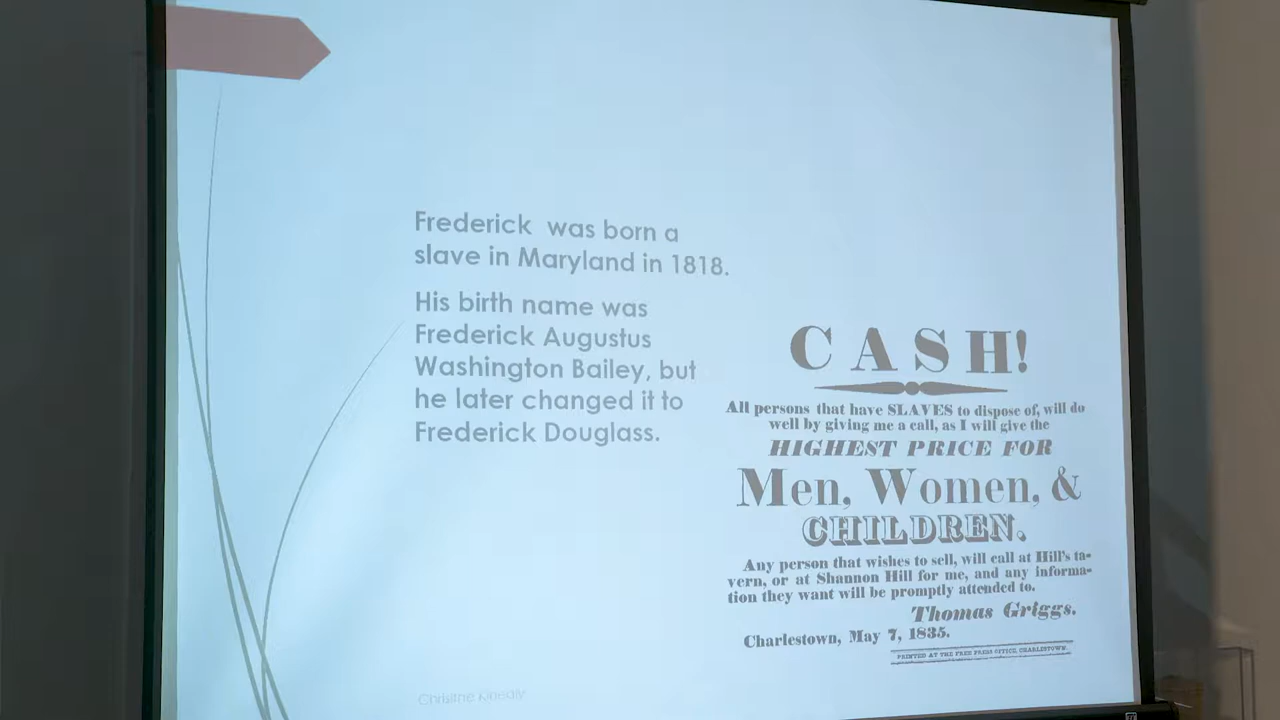 Frederick was born a
slave in Maryland in 1818.
His birth name was
Frederick Augustus
Washington Bailey, but
he later changed it to
Frederick Douglass.
CASH!
All persons that have SLAVES to dispose of, will do
well by giving me a call, as I will give the
HIGHEST PRICE FOR
Men, Women, &
CHILDREN.
Any person that wishes to sell, will call at Hill's ta-
vern, or at Shannon Hill for me, and any informa-
tion they want will be promptly attended to.
Thomas Griggs.
Charlestown, May 7, 1835.
PRINTED AT THE FREE PRESS OFFICE, CHARLESTOWN.
Christine Kinealy